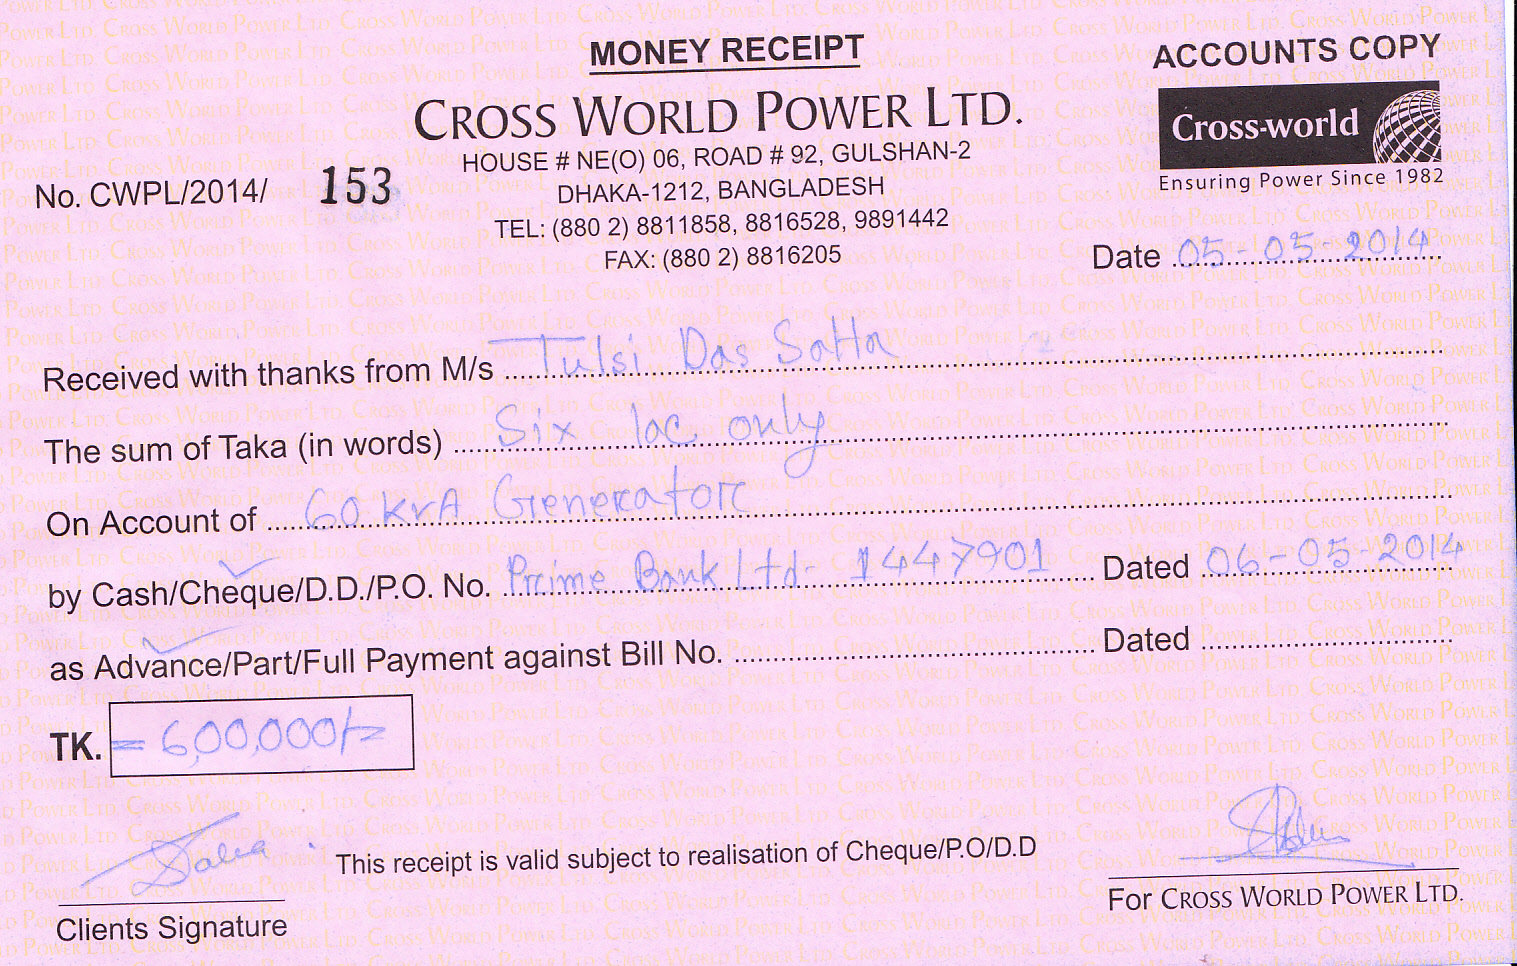 MONEY RECEIPT
ACCOUNTS COPY
CROSS WORLD POWER LTD.
Cross-world
Ensuring Power Since 1982
HOUSE # NE(O) 06, ROAD # 92, GULSHAN-2
DHAKA-1212, BANGLADESH
TEL: (880 2) 8811858, 8816528, 9891442
FAX: (880 2) 8816205
No. CWPL/2014/ 153
Date 05-05-2014
Received with thanks from M/s Tulsi Das SaHa
The sum of Taka (in words) Six lac only
On Account of 60 KVA Generator
by Cash/Cheque/D.D./P.O. No. Prime Bank Ltd- 1447901 Dated 06-05-2014
as Advance/Part/Full Payment against Bill No. Dated
TK. = 6,00,000/=
Saha
This receipt is valid subject to realisation of Cheque/P.O/D.D
Clients Signature
For CROSS WORLD POWER LTD.